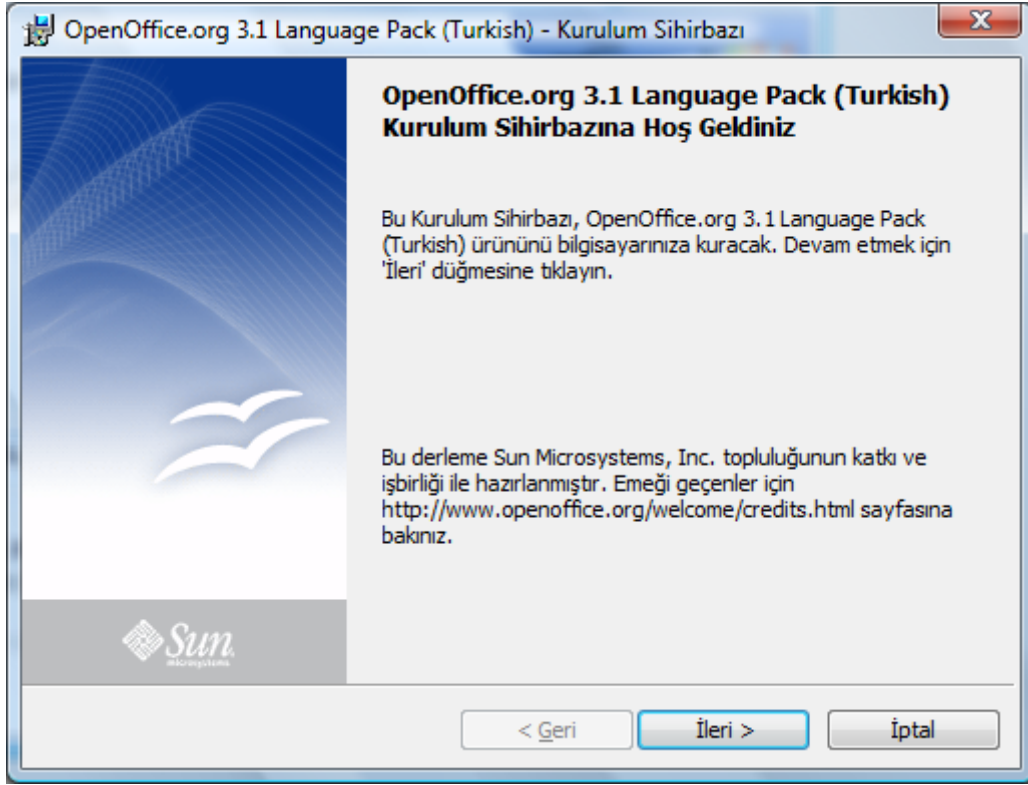 OpenOffice.org 3.1 Language Pack (Turkish) - Kurulum Sihirbazı
OpenOffice.org 3.1 Language Pack (Turkish)
Kurulum Sihirbazına Hoş Geldiniz
Bu Kurulum Sihirbazı, OpenOffice.org 3.1 Language Pack
(Turkish) ürününü bilgisayarınıza kuracak. Devam etmek için
'İleri' düğmesine tıklayın.
Bu derleme Sun Microsystems, Inc. topluluğunun katkı ve
işbirliği ile hazırlanmıştır. Emeği geçenler için
http://www.openoffice.org/welcome/credits.html sayfasına
bakınız.
Sun
microsystems
< Geri
İleri >
İptal